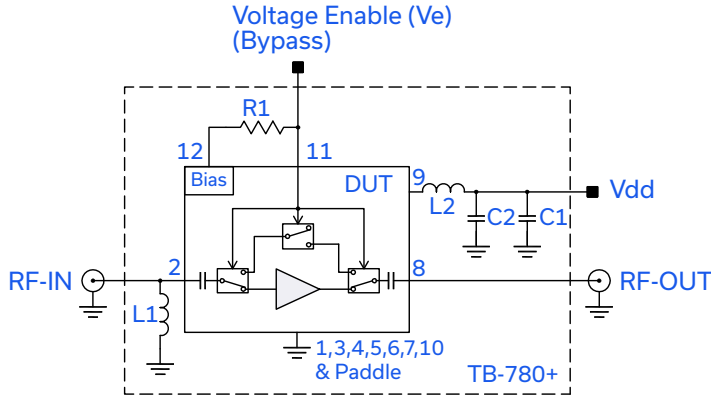 Voltage Enable (Ve)
(Bypass)
R1
12
11
Bias
DUT
9
L2
C2
C1
Vdd
RF-IN
2
8
RF-OUT
L1
1,3,4,5,6,7,10
& Paddle
TB-780+